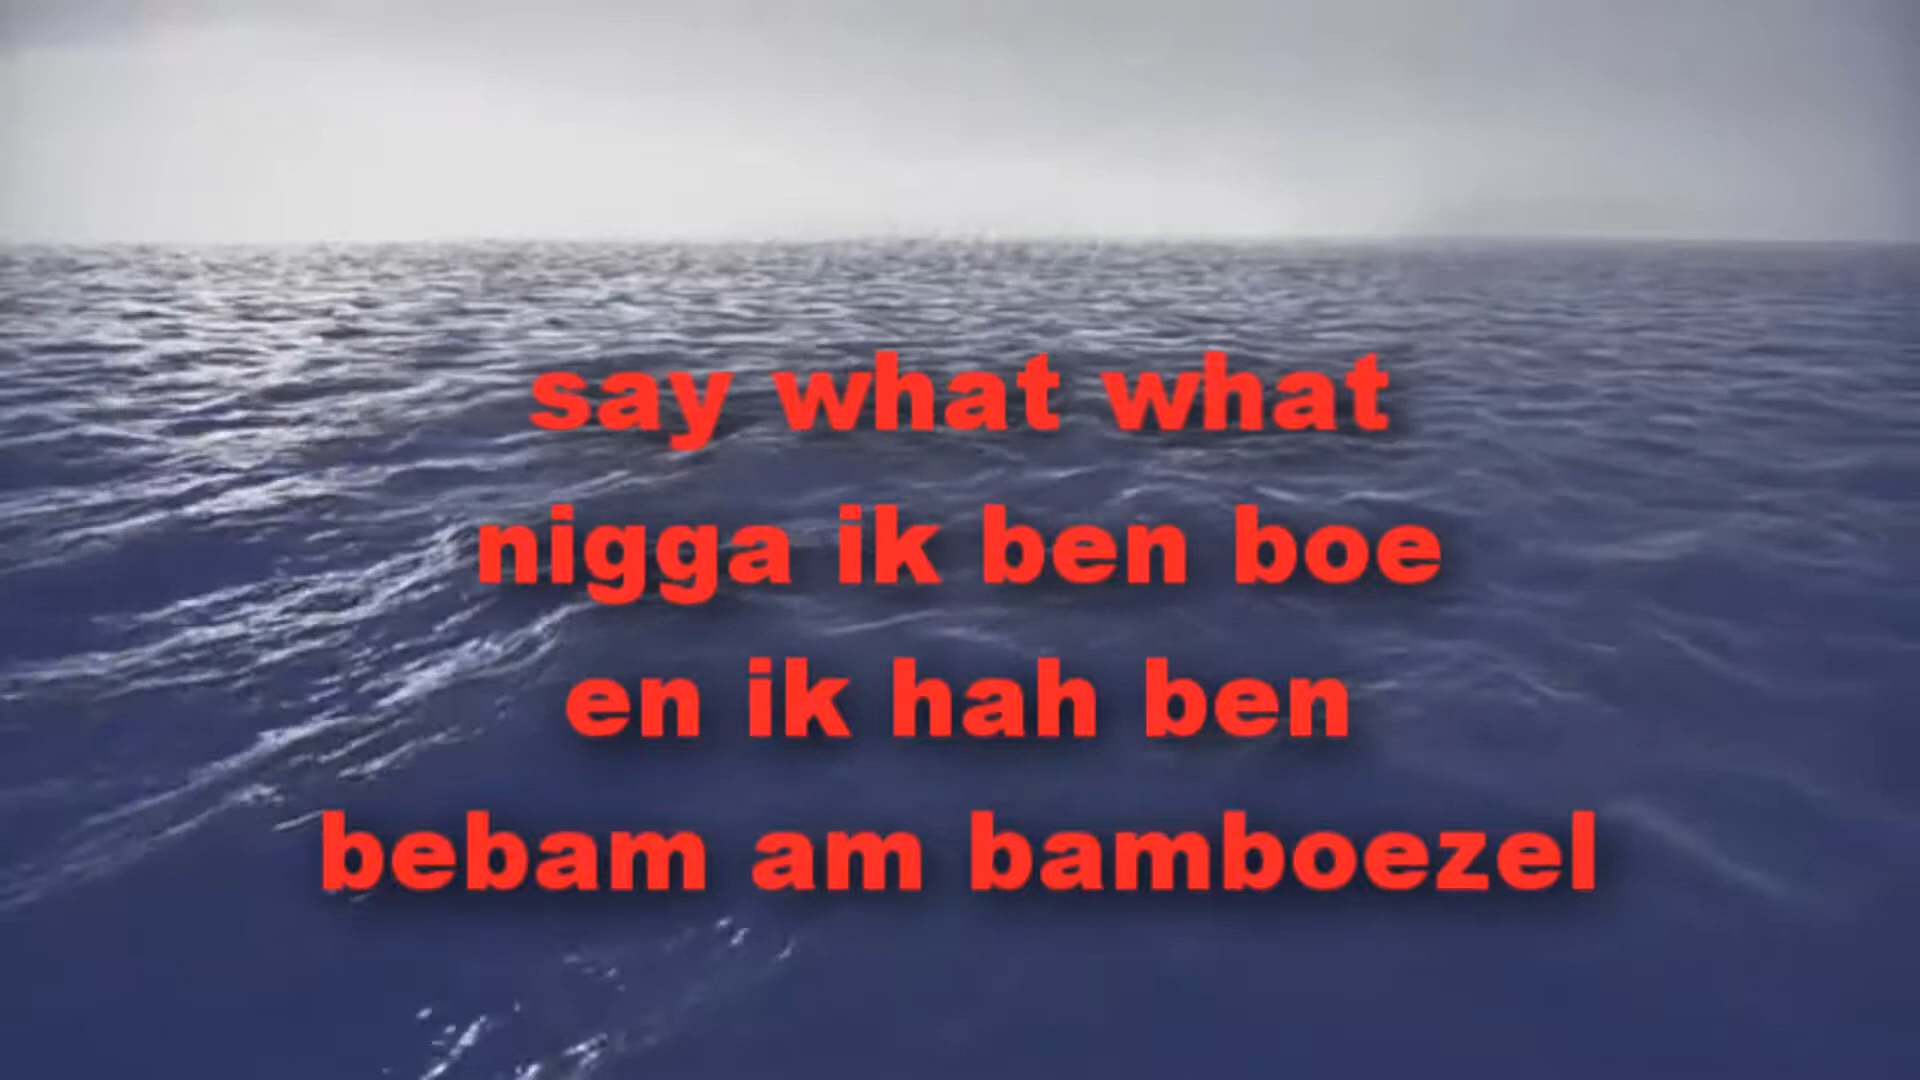 say what what
nigga ik ben boe
en ik hah ben
bebam am bamboezel